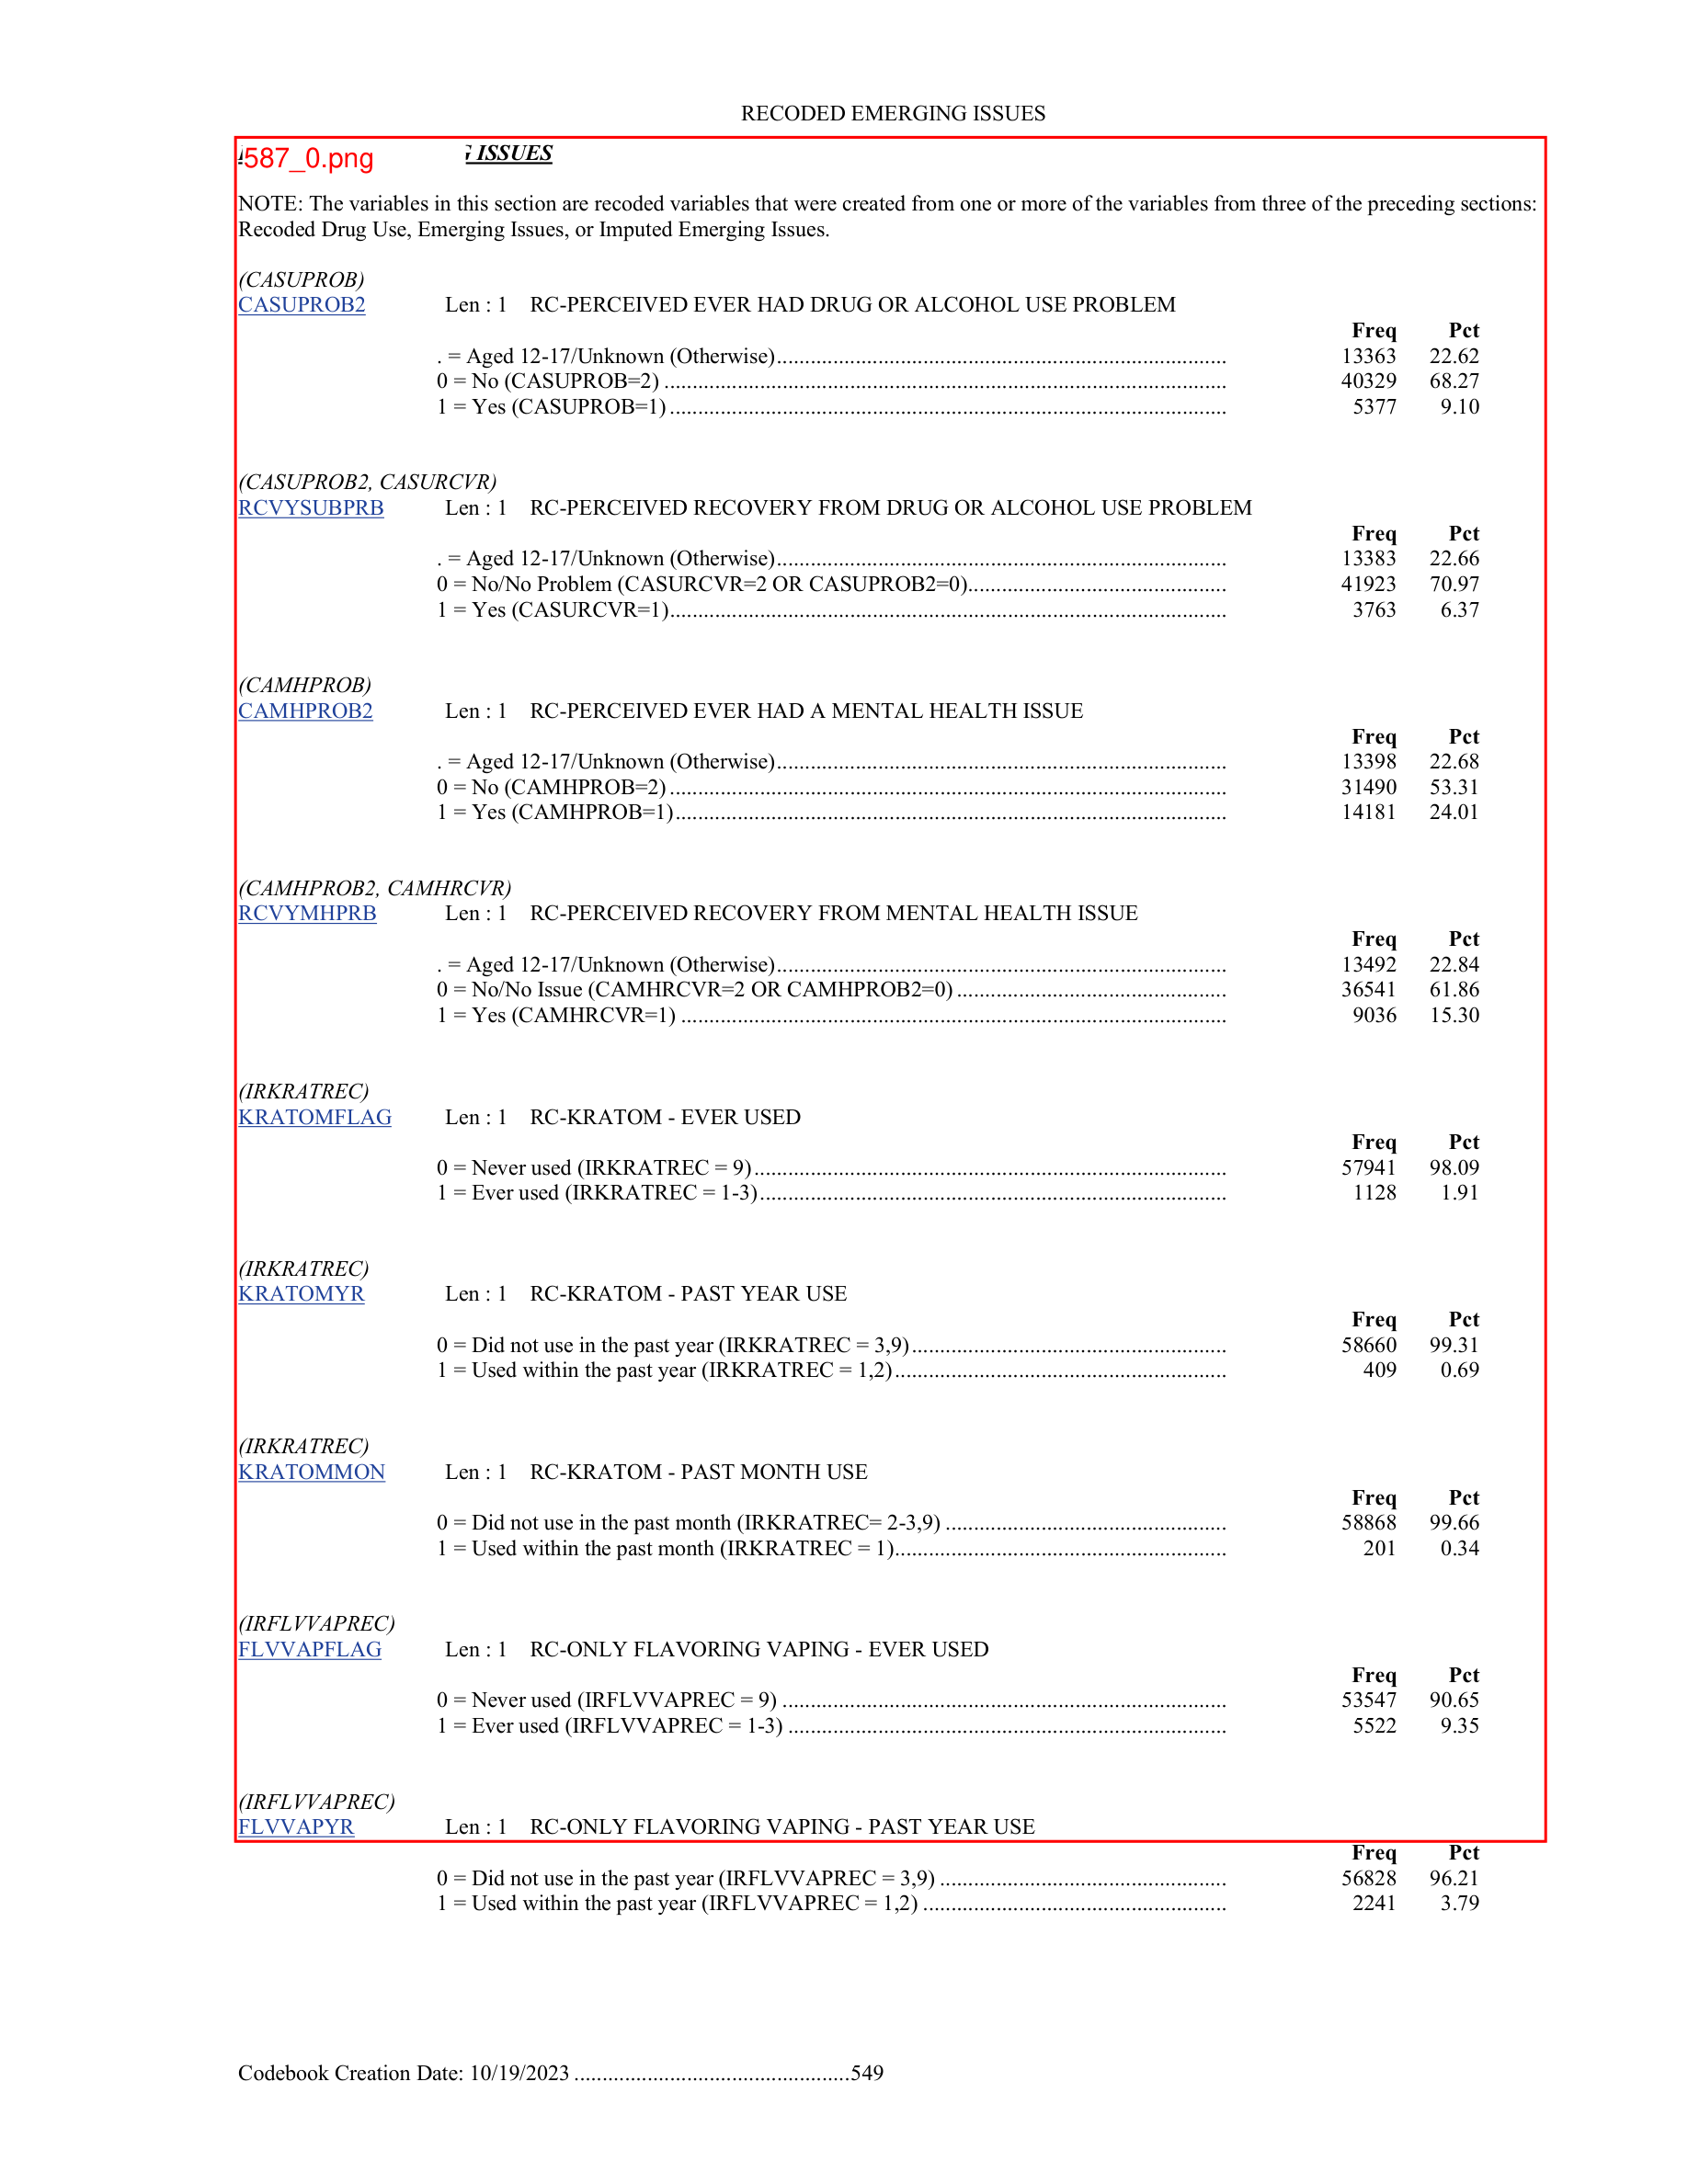 RECODED EMERGING ISSUES
587_0.png ISSUES
NOTE: The variables in this section are recoded variables that were created from one or more of the variables from three of the preceding sections:
Recoded Drug Use, Emerging Issues, or Imputed Emerging Issues.
(CASUPROB)
CASUPROB2 Len : 1 RC-PERCEIVED EVER HAD DRUG OR ALCOHOL USE PROBLEM
Freq Pct
. = Aged 12-17/Unknown (Otherwise)................................................................................ 13363 22.62
0 = No (CASUPROB=2) .................................................................................................... 40329 68.27
1 = Yes (CASUPROB=1)................................................................................................... 5377 9.10
(CASUPROB2, CASURCVR)
RCVYSUBPRB Len : 1 RC-PERCEIVED RECOVERY FROM DRUG OR ALCOHOL USE PROBLEM
Freq Pct
. = Aged 12-17/Unknown (Otherwise)................................................................................ 13383 22.66
0 = No/No Problem (CASURCVR=2 OR CASUPROB2=0).............................................. 41923 70.97
1 = Yes (CASURCVR=1)................................................................................................... 3763 6.37
(CAMHPROB)
CAMHPROB2 Len : 1 RC-PERCEIVED EVER HAD A MENTAL HEALTH ISSUE
Freq Pct
. = Aged 12-17/Unknown (Otherwise)................................................................................ 13398 22.68
0 = No (CAMHPROB=2) ................................................................................................... 31490 53.31
1 = Yes (CAMHPROB=1).................................................................................................. 14181 24.01
(CAMHPROB2, CAMHRCVR)
RCVYMHPRB Len : 1 RC-PERCEIVED RECOVERY FROM MENTAL HEALTH ISSUE
Freq Pct
. = Aged 12-17/Unknown (Otherwise)................................................................................ 13492 22.84
0 = No/No Issue (CAMHRCVR=2 OR CAMHPROB2=0) ................................................ 36541 61.86
1 = Yes (CAMHRCVR=1) ................................................................................................. 9036 15.30
(IRKRATREC)
KRATOMFLAG Len : 1 RC-KRATOM - EVER USED
Freq Pct
0 = Never used (IRKRATREC = 9).................................................................................... 57941 98.09
1 = Ever used (IRKRATREC = 1-3)................................................................................... 1128 1.91
(IRKRATREC)
KRATOMYR Len : 1 RC-KRATOM - PAST YEAR USE
Freq Pct
0 = Did not use in the past year (IRKRATREC = 3,9)........................................................ 58660 99.31
1 = Used within the past year (IRKRATREC = 1,2)........................................................... 409 0.69
(IRKRATREC)
KRATOMMON Len : 1 RC-KRATOM - PAST MONTH USE
Freq Pct
0 = Did not use in the past month (IRKRATREC= 2-3,9) .................................................. 58868 99.66
1 = Used within the past month (IRKRATREC = 1)........................................................... 201 0.34
(IRFLVVAPREC)
FLVVAPFLAG Len : 1 RC-ONLY FLAVORING VAPING - EVER USED
Freq Pct
0 = Never used (IRFLVVAPREC = 9) ............................................................................... 53547 90.65
1 = Ever used (IRFLVVAPREC = 1-3) .............................................................................. 5522 9.35
(IRFLVVAPREC)
FLVVAPYR Len : 1 RC-ONLY FLAVORING VAPING - PAST YEAR USE
Freq Pct
0 = Did not use in the past year (IRFLVVAPREC = 3,9) ................................................... 56828 96.21
1 = Used within the past year (IRFLVVAPREC = 1,2) ...................................................... 2241 3.79
Codebook Creation Date: 10/19/2023 .................................................549